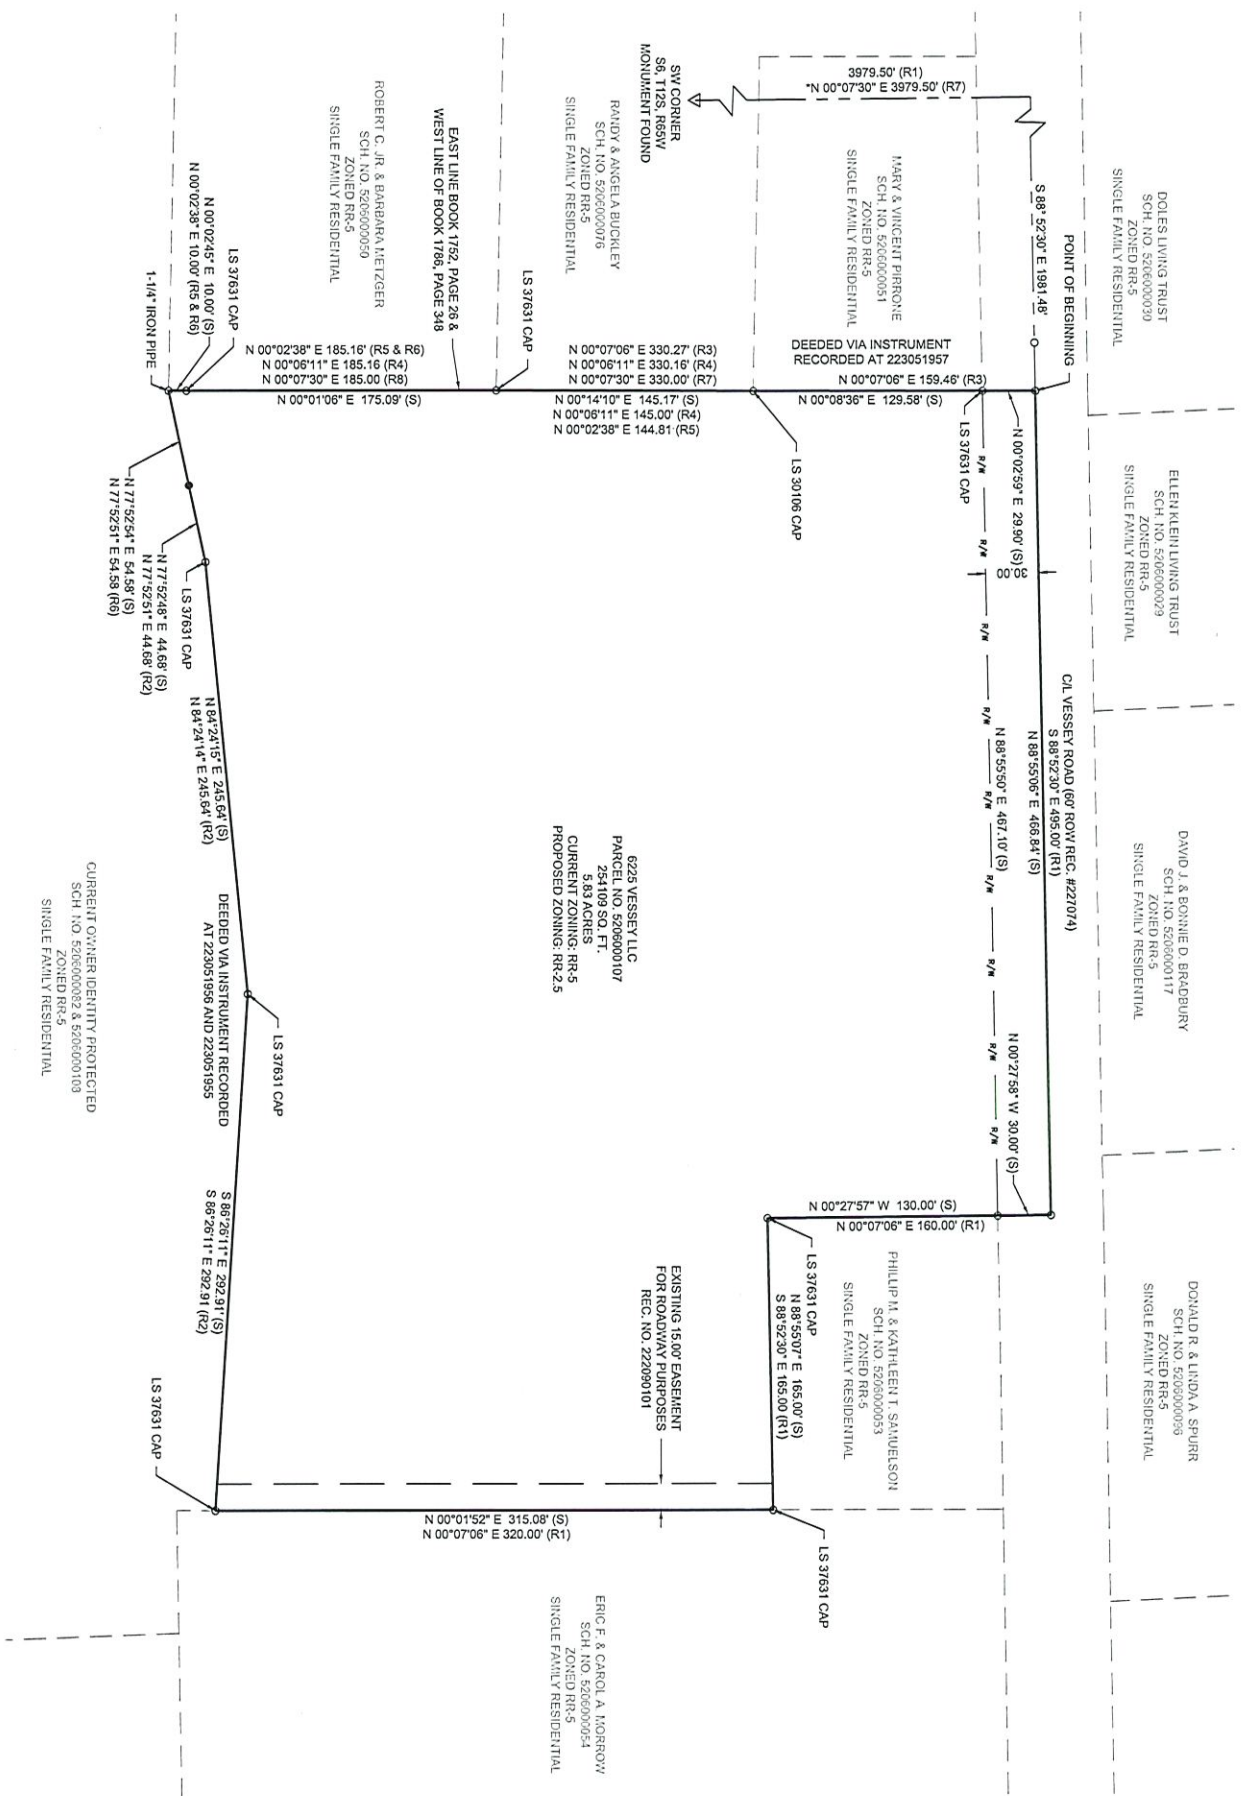 DOLES LIVING TRUST
SCH. NO. 5206000030
ZONED RR-5
SINGLE FAMILY RESIDENTIAL
ELLEN KLEIN LIVING TRUST
SCH. NO. 5206000029
ZONED RR-5
SINGLE FAMILY RESIDENTIAL
DAVID J. & BONNIE D. BRADBURY
SCH. NO. 5206000117
ZONED RR-5
SINGLE FAMILY RESIDENTIAL
DONALD R. & LINDA A. SPURR
SCH. NO. 5206000096
ZONED RR-5
SINGLE FAMILY RESIDENTIAL
POINT OF BEGINNING
S 88° 52'30" E 1981.48'
3979.50' (R1)
*N 00°07'30" E 3979.50' (R7)
SW CORNER
S6, T12S, R65W
MONUMENT FOUND
C/L VESSEY ROAD (60' ROW REC. #227074)
S 88°52'30" E 495.00' (R1)
N 88°55'06" E 466.84' (S)
N 88°55'50" E 467.10' (S)
30.00
R/W
R/W
R/W
R/W
R/W
R/W
R/W
R/W
N 00°02'59" E 29.90' (S)
N 00°27'58" W 30.00' (S)
LS 37631 CAP
MARY & VINCENT PIRRONE
SCH. NO. 5206000051
ZONED RR-5
SINGLE FAMILY RESIDENTIAL
DEEDED VIA INSTRUMENT
RECORDED AT 223051957
N 00°07'06" E 159.46' (R3)
N 00°08'36" E 129.58' (S)
LS 30106 CAP
N 00°27'57" W 130.00' (S)
N 00°07'06" E 160.00' (R1)
PHILLIP M. & KATHLEEN T. SAMUELSON
SCH. NO. 5206000053
ZONED RR-5
SINGLE FAMILY RESIDENTIAL
LS 37631 CAP
N 88°55'07" E 165.00' (S)
S 88°52'30" E 165.00 (R1)
LS 37631 CAP
RANDY & ANGELA BUCKLEY
SCH. NO. 5206000076
ZONED RR-5
SINGLE FAMILY RESIDENTIAL
N 00°07'06" E 330.27' (R3)
N 00°06'11" E 330.16' (R4)
N 00°07'30" E 330.00' (R7)
N 00°14'10" E 145.17' (S)
N 00°06'11" E 145.00' (R4)
N 00°02'38" E 144.81' (R5)
LS 37631 CAP
6225 VESSEY LLC
PARCEL NO. 5206000107
254109 SQ. FT.
5.83 ACRES
CURRENT ZONING: RR-5
PROPOSED ZONING: RR-2.5
EXISTING 15.00' EASEMENT
FOR ROADWAY PURPOSES
REC. NO. 222090101
EAST LINE BOOK 1752, PAGE 26 &
WEST LINE OF BOOK 1786, PAGE 348
ROBERT C. JR. & BARBARA METZGER
SCH. NO. 5206000050
ZONED RR-5
SINGLE FAMILY RESIDENTIAL
N 00°02'38" E 185.16' (R5 & R6)
N 00°06'11" E 185.16 (R4)
N 00°07'30" E 185.00 (R8)
N 00°01'06" E 175.09' (S)
N 00°01'52" E 315.08' (S)
N 00°07'06" E 320.00' (R1)
ERIC F. & CAROL A. MORROW
SCH. NO. 5206000054
ZONED RR-5
SINGLE FAMILY RESIDENTIAL
LS 37631 CAP
N 00°02'45" E 10.00' (S)
N 00°02'38" E 10.00' (R5 & R6)
1-1/4" IRON PIPE
LS 37631 CAP
N 77°52'48" E 44.68' (S)
N 77°52'51" E 44.68' (R2)
N 77°52'54" E 54.58' (S)
N 77°52'51" E 54.58 (R6)
N 84°24'15" E 245.64' (S)
N 84°24'14" E 245.64' (R2)
LS 37631 CAP
DEEDED VIA INSTRUMENT RECORDED
AT 223051956 AND 223051955
S 86°26'11" E 292.91' (S)
S 86°26'11" E 292.91 (R2)
LS 37631 CAP
CURRENT OWNER IDENTITY PROTECTED
SCH. NO. 5206000082 & 5206000103
ZONED RR-5
SINGLE FAMILY RESIDENTIAL